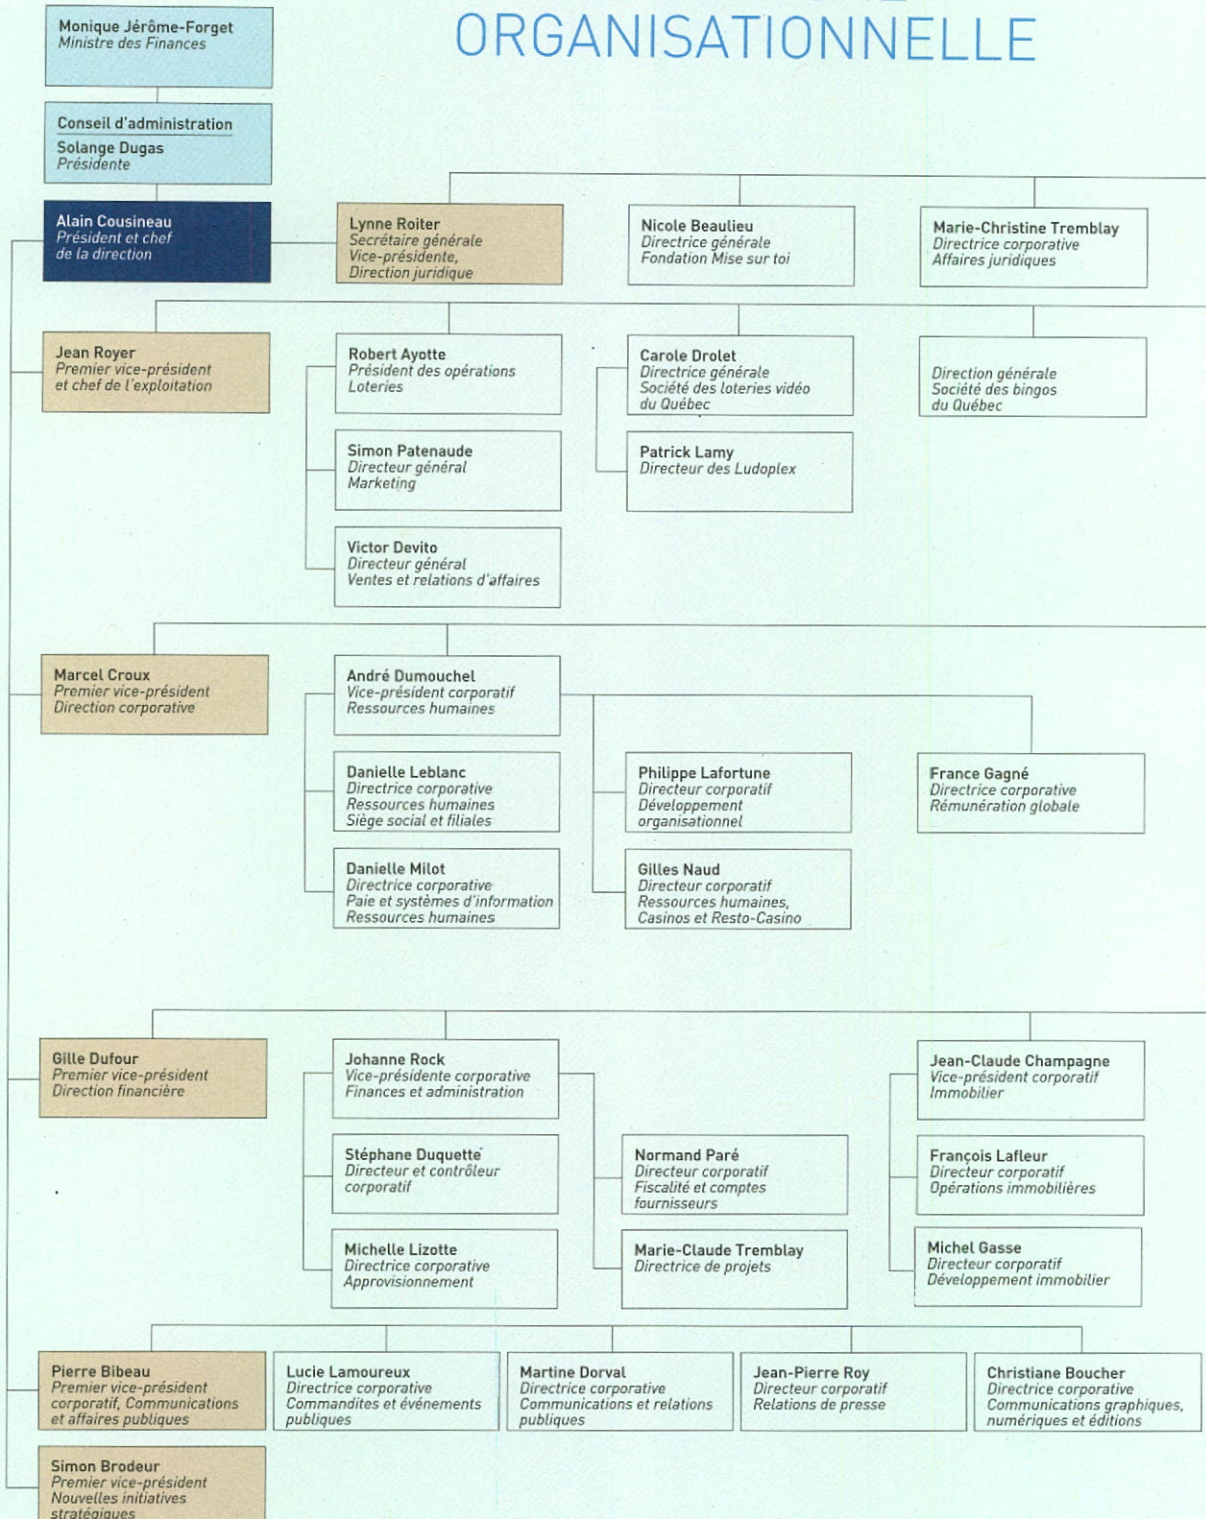 ORGANISATIONNELLE
Monique Jérôme-Forget
Ministre des Finances
Conseil d'administration
Solange Dugas
Présidente
Alain Cousineau
Président et chef
de la direction
Lynne Roiter
Secrétaire générale
Vice-présidente,
Direction juridique
Nicole Beaulieu
Directrice générale
Fondation Mise sur toi
Marie-Christine Tremblay
Directrice corporative
Affaires juridiques
Jean Royer
Premier vice-président
et chef de l'exploitation
Robert Ayotte
Président des opérations
Loteries
Carole Drolet
Directrice générale
Société des loteries vidéo
du Québec
Direction générale
Société des bingos
du Québec
Simon Patenaude
Directeur général
Marketing
Patrick Lamy
Directeur des Ludoplex
Victor Devito
Directeur général
Ventes et relations d'affaires
Marcel Croux
Premier vice-président
Direction corporative
André Dumouchel
Vice-président corporatif
Ressources humaines
Danielle Leblanc
Directrice corporative
Ressources humaines
Siège social et filiales
Philippe Lafortune
Directeur corporatif
Développement
organisationnel
France Gagné
Directrice corporative
Rémunération globale
Danielle Milot
Directrice corporative
Paie et systèmes d'information
Ressources humaines
Gilles Naud
Directeur corporatif
Ressources humaines,
Casinos et Resto-Casino
Gille Dufour
Premier vice-président
Direction financière
Johanne Rock
Vice-présidente corporative
Finances et administration
Jean-Claude Champagne
Vice-président corporatif
Immobilier
Stéphane Duquette
Directeur et contrôleur
corporatif
Normand Paré
Directeur corporatif
Fiscalité et comptes
fournisseurs
François Lafleur
Directeur corporatif
Opérations immobilières
Michelle Lizotte
Directrice corporative
Approvisionnement
Marie-Claude Tremblay
Directrice de projets
Michel Gasse
Directeur corporatif
Développement immobilier
Pierre Bibeau
Premier vice-président
corporatif, Communications
et affaires publiques
Lucie Lamoureux
Directrice corporative
Commandites et événements
publiques
Martine Dorval
Directrice corporative
Communications et relations
publiques
Jean-Pierre Roy
Directeur corporatif
Relations de presse
Christiane Boucher
Directrice corporative
Communications graphiques,
numériques et éditions
Simon Brodeur
Premier vice-président
Nouvelles initiatives
stratégiques